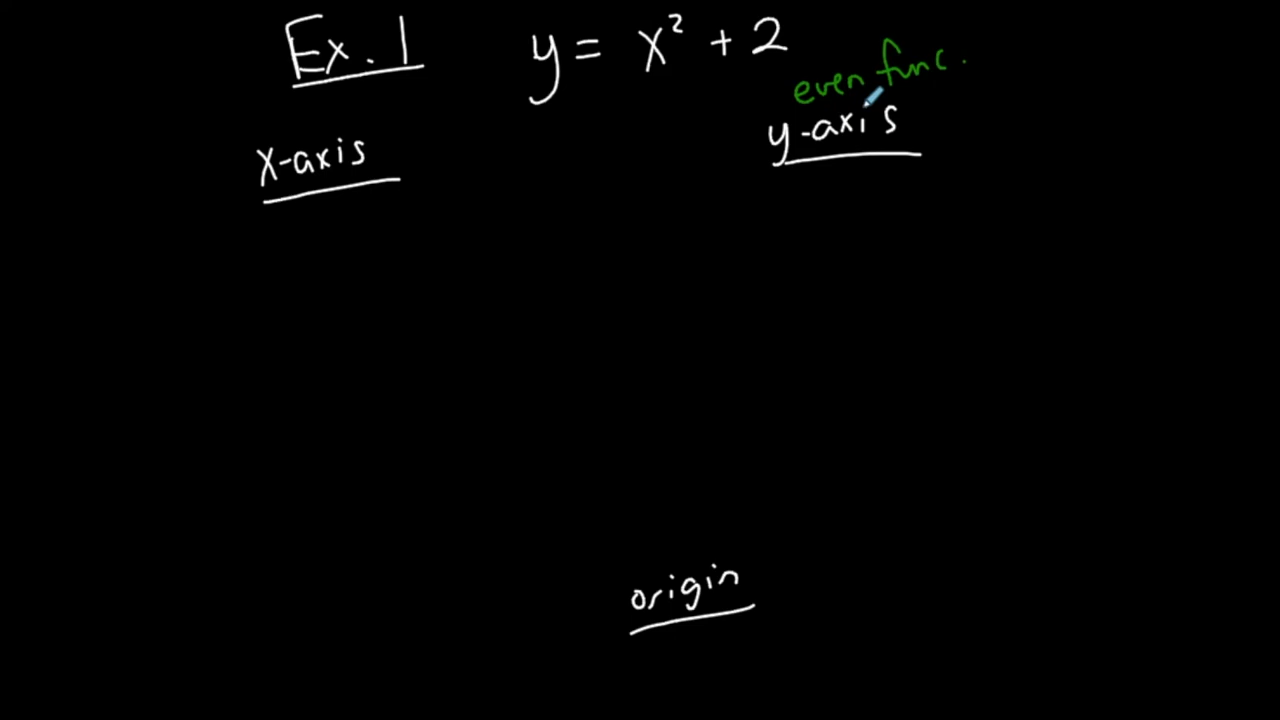 Ex. 1 y = x² + 2
even func.
x-axis y-axis
origin